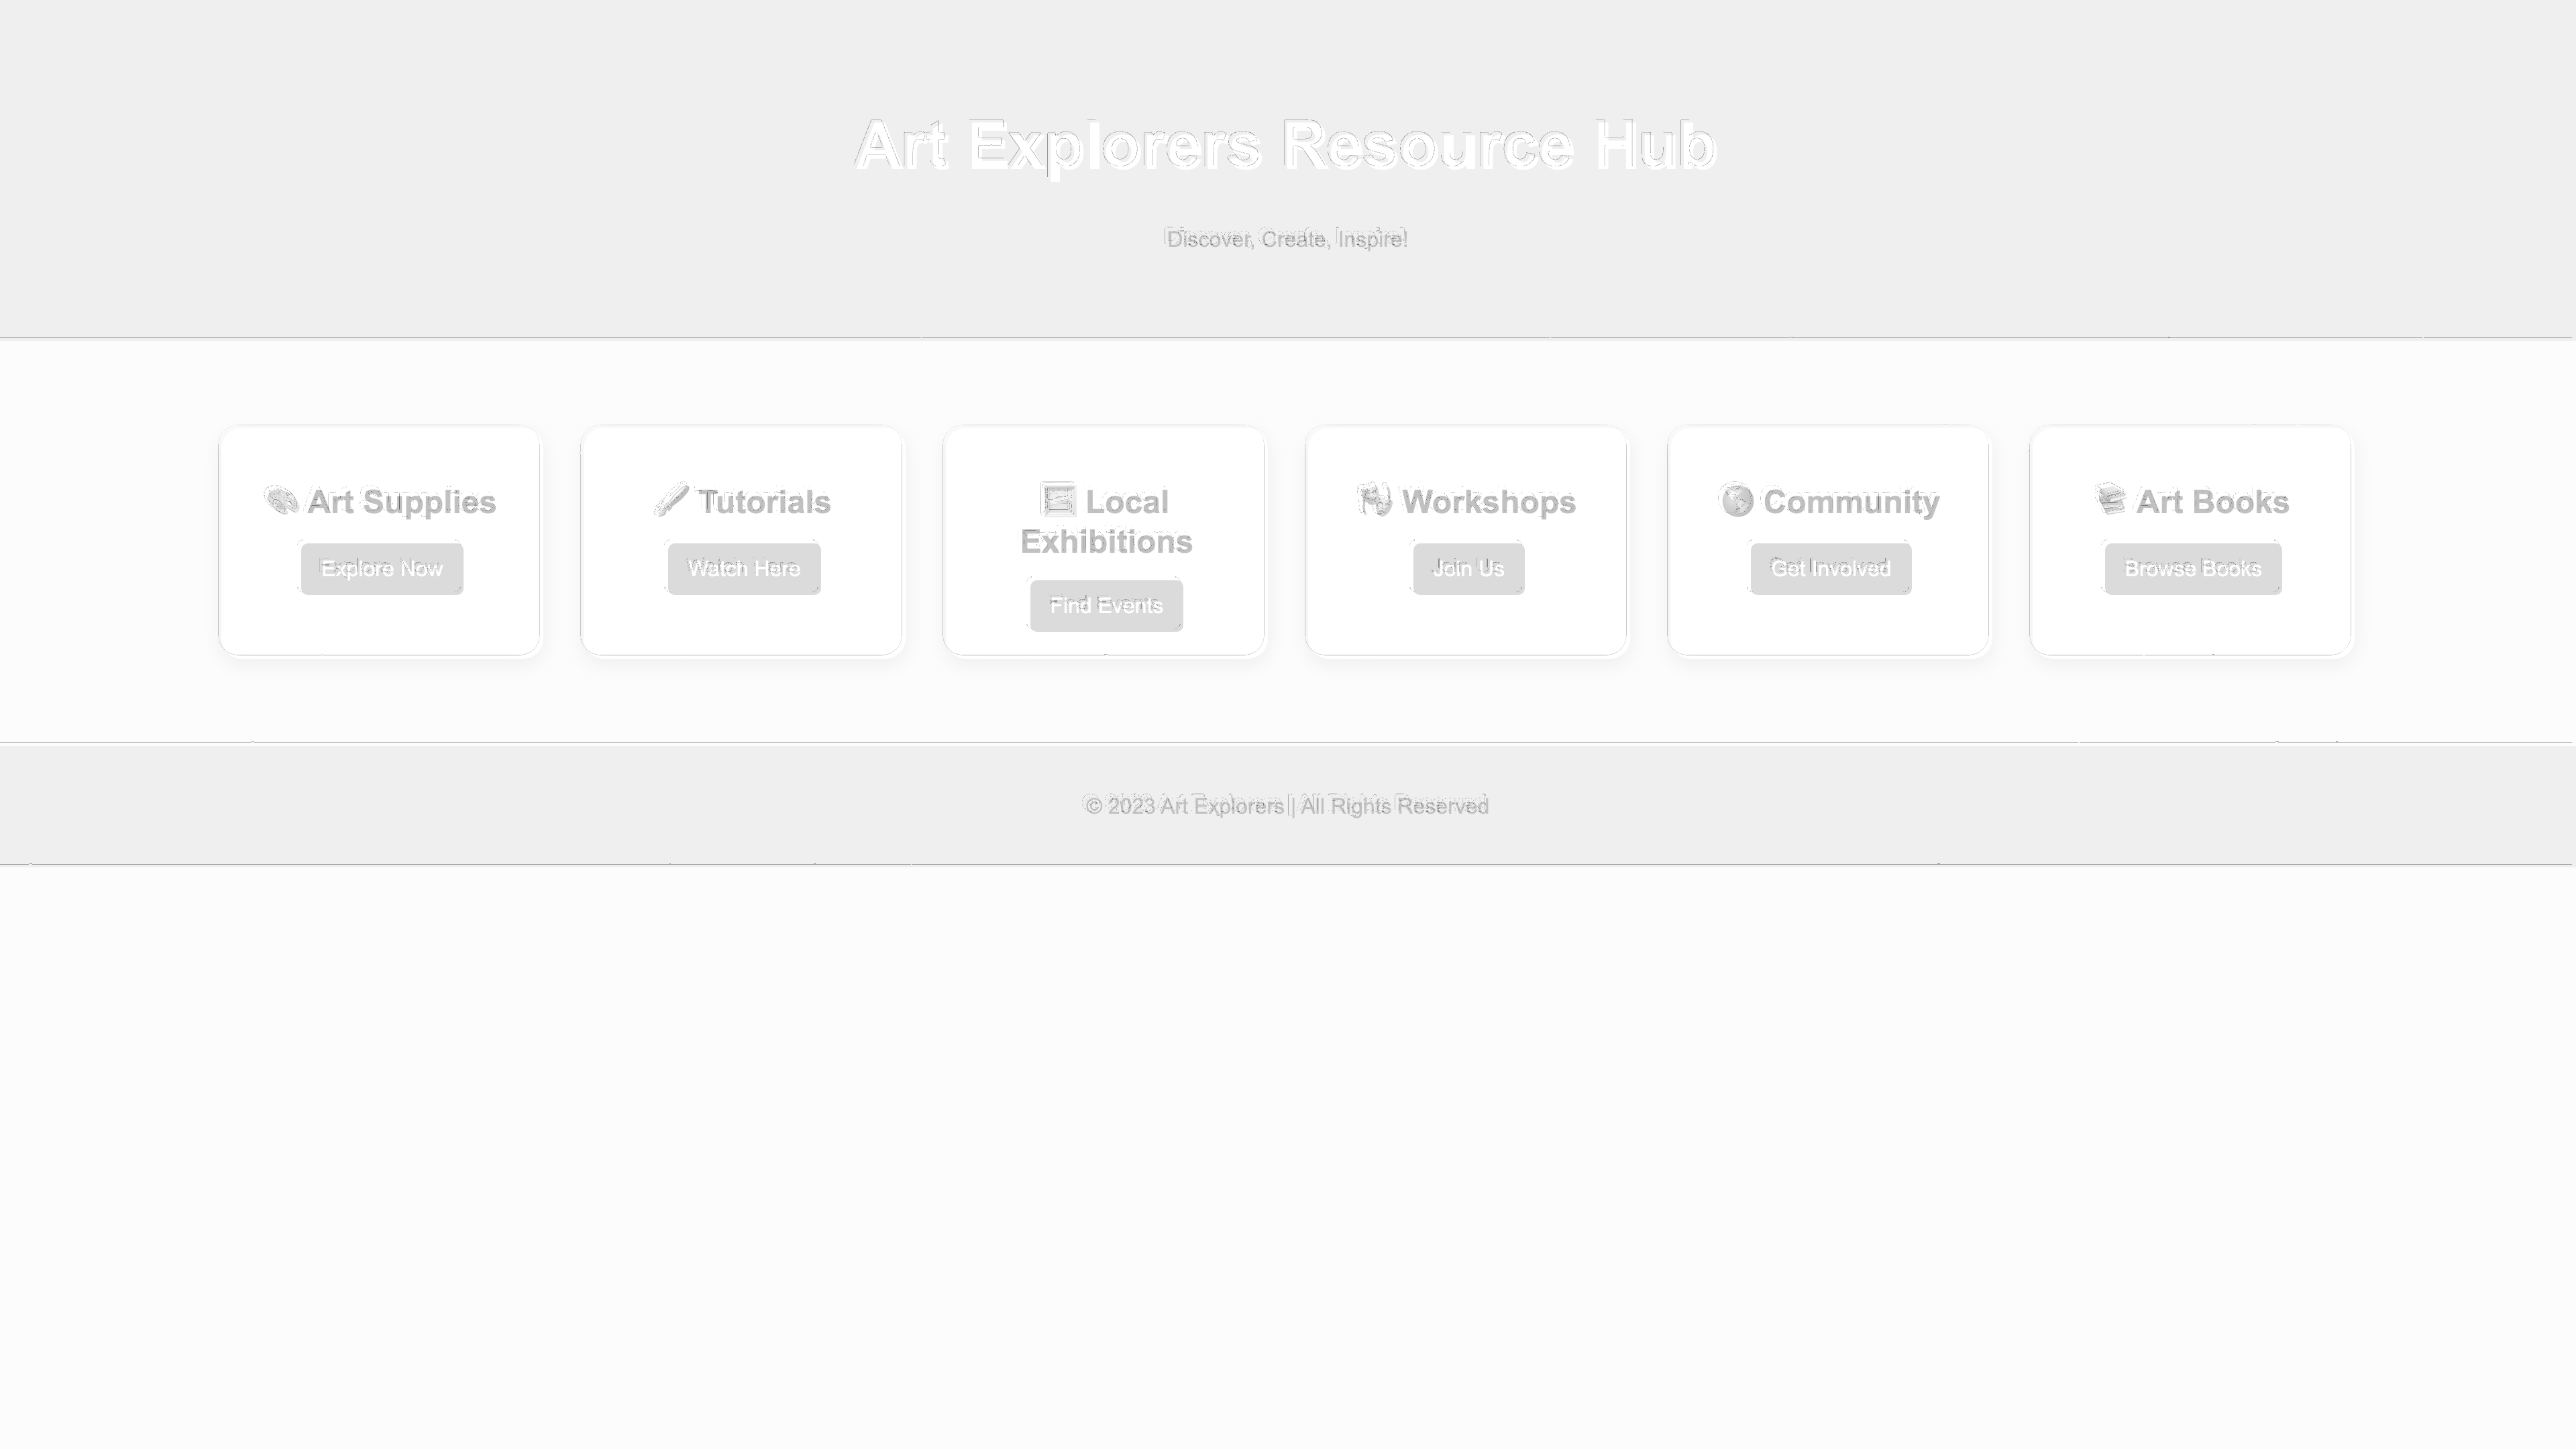 Art Explorers Resource Hub
Discover, Create, Inspire!
Art Supplies
Explore Now
Tutorials
Watch Here
Local
Exhibitions
Find Events
Workshops
Join Us
Community
Get Involved
Art Books
Browse Books
© 2023 Art Explorers | All Rights Reserved